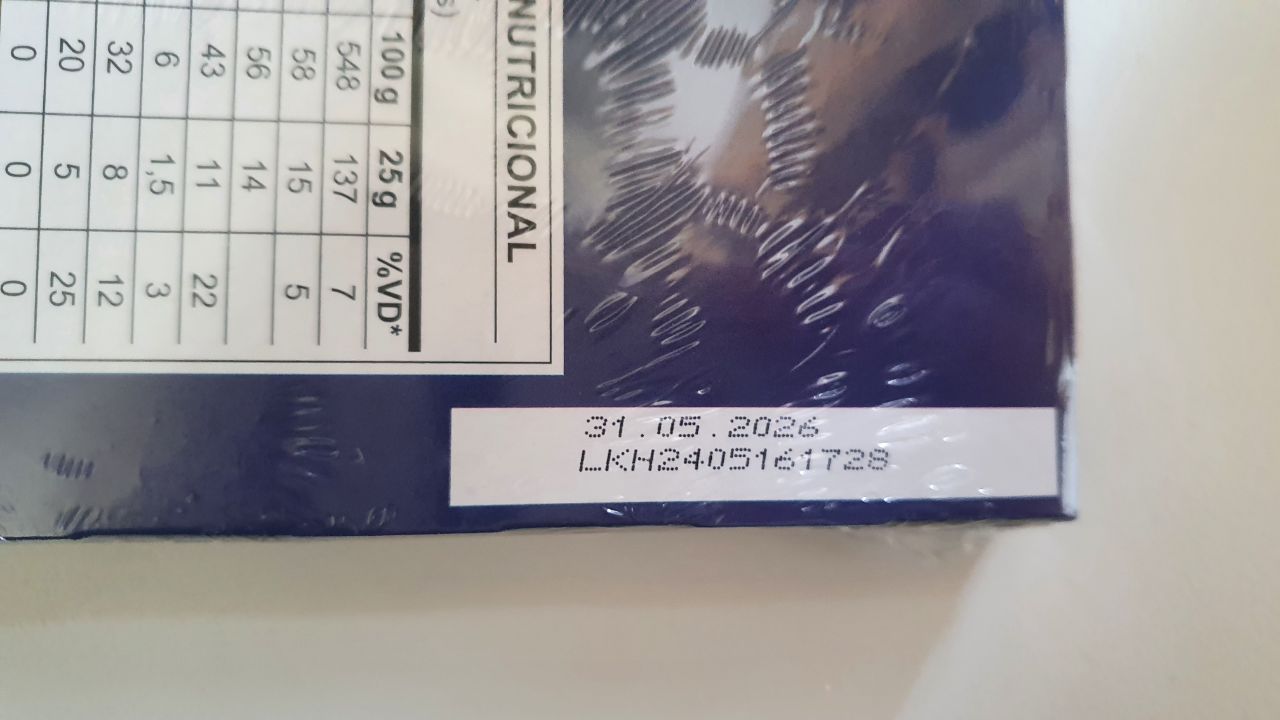 NUTRICIONAL
s)
100 g 25 g %VD*
548 137 7
58 15 5
56 14
43 11 22
6 1,5 3
32 8 12
20 5 25
0 0 0
31.05.2026
LKH2405161728